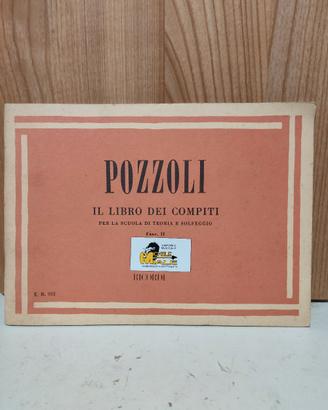 POZZOLI
IL LIBRO DEI COMPITI
PER LA SCUOLA DI TEORIA E SOLFEGGIO
Fasc. II
RICORDI